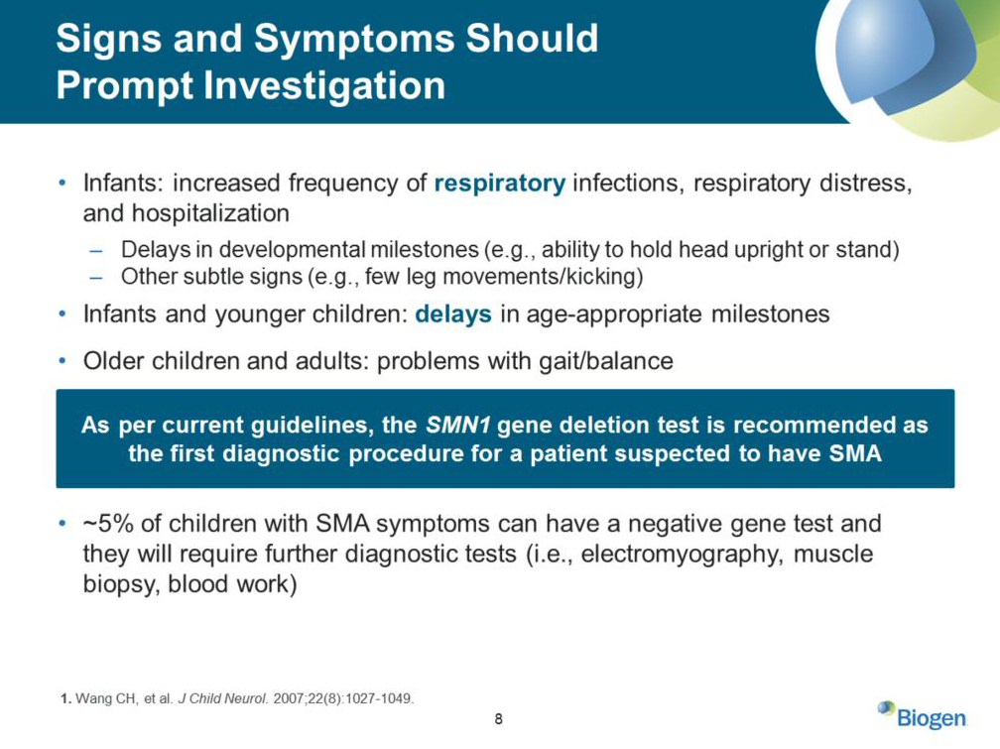 Signs and Symptoms Should
Prompt Investigation
• Infants: increased frequency of respiratory infections, respiratory distress,
and hospitalization
– Delays in developmental milestones (e.g., ability to hold head upright or stand)
– Other subtle signs (e.g., few leg movements/kicking)
• Infants and younger children: delays in age-appropriate milestones
• Older children and adults: problems with gait/balance
As per current guidelines, the SMN1 gene deletion test is recommended as
the first diagnostic procedure for a patient suspected to have SMA
• ~5% of children with SMA symptoms can have a negative gene test and
they will require further diagnostic tests (i.e., electromyography, muscle
biopsy, blood work)
1. Wang CH, et al. J Child Neurol. 2007;22(8):1027-1049.
8
Biogen